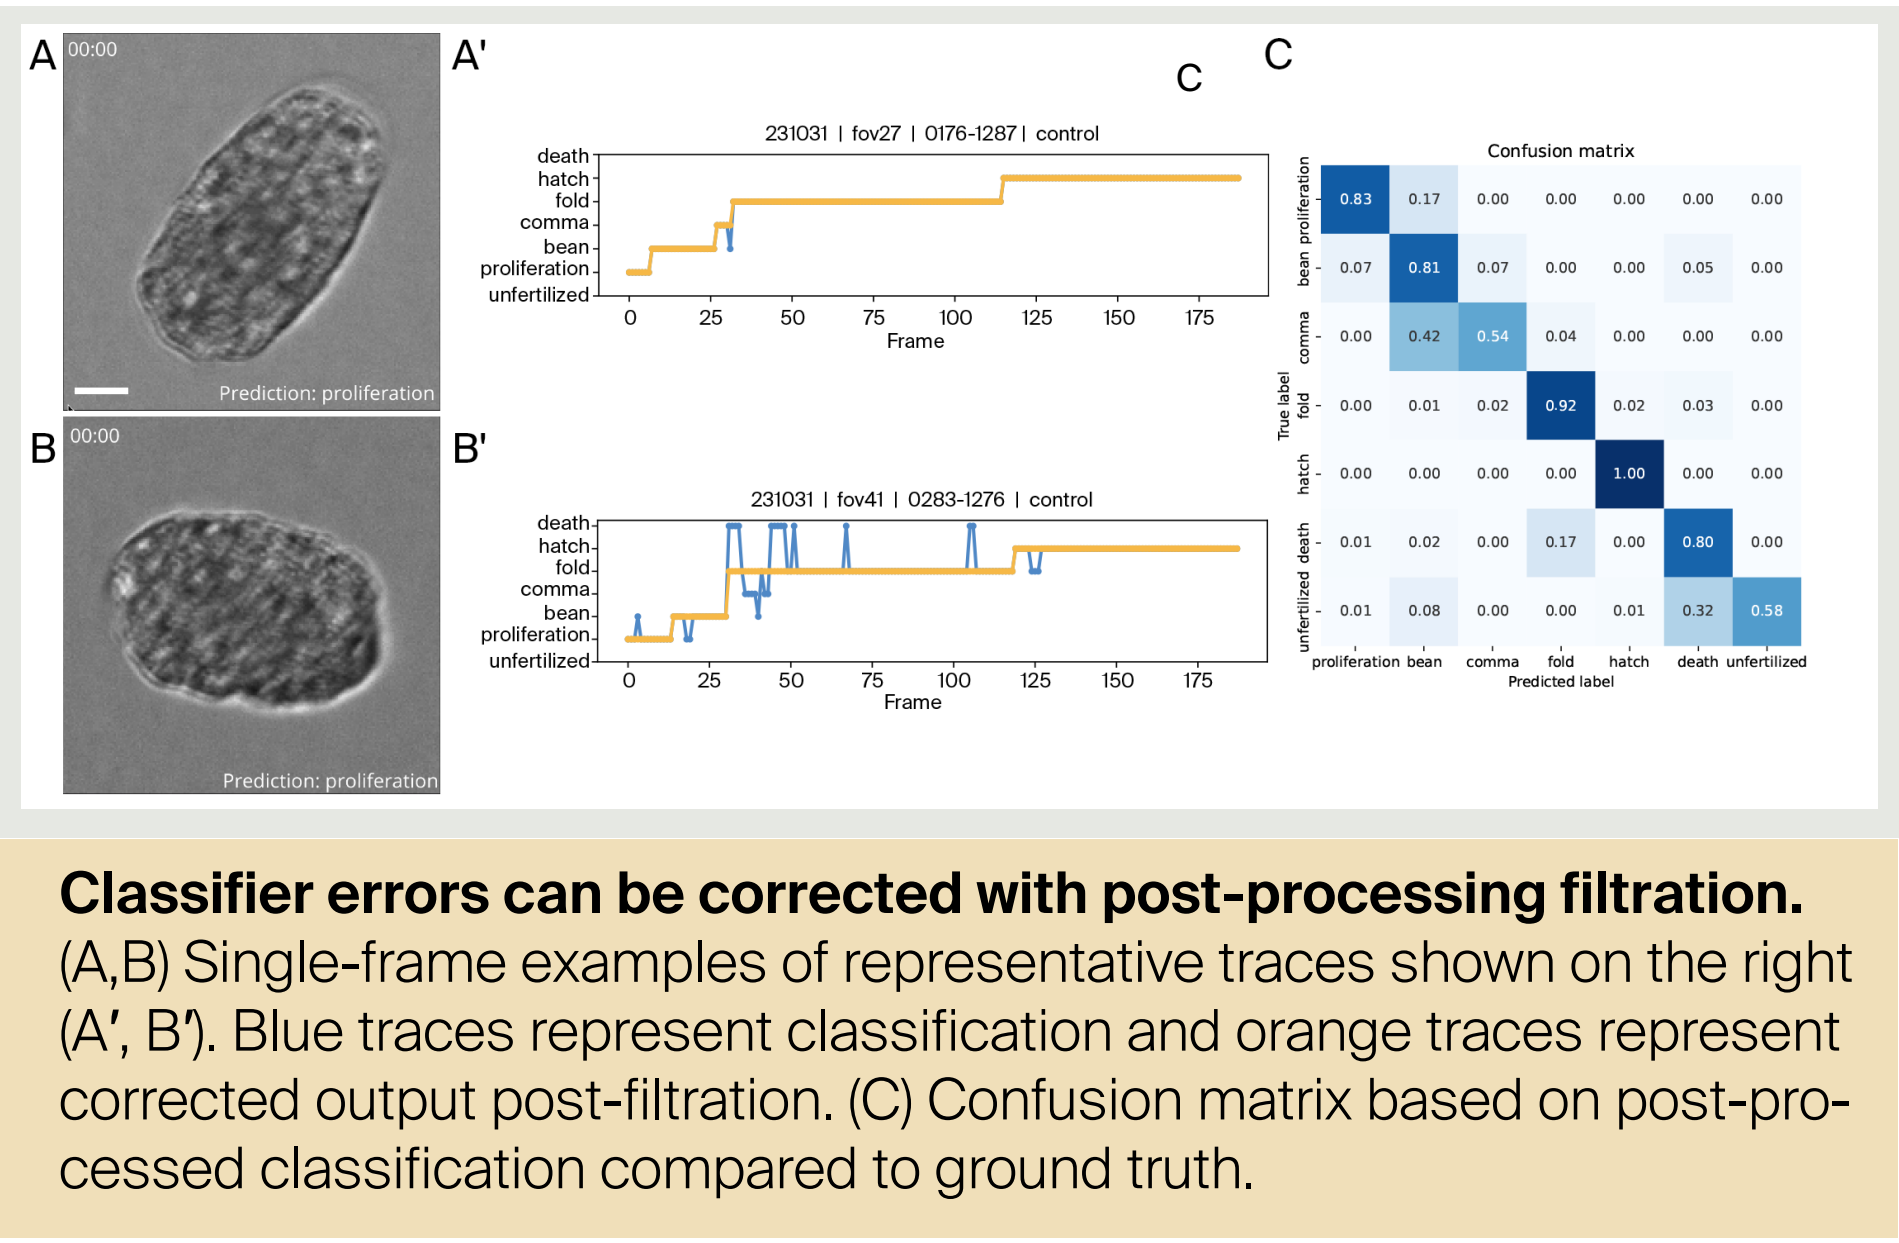 A
00:00
Prediction: proliferation
A'
231031 | fov27 | 0176-1287 | control
death
hatch
fold
comma
bean
proliferation
unfertilized
0 25 50 75 100 125 150 175
Frame
B
00:00
Prediction: proliferation
B'
231031 | fov41 | 0283-1276 | control
death
hatch
fold
comma
bean
proliferation
unfertilized
0 25 50 75 100 125 150 175
Frame
C
C
Confusion matrix
True label
proliferation 0.83 0.17 0.00 0.00 0.00 0.00 0.00
bean 0.07 0.81 0.07 0.00 0.00 0.05 0.00
comma 0.00 0.42 0.54 0.04 0.00 0.00 0.00
fold 0.00 0.01 0.02 0.92 0.02 0.03 0.00
hatch 0.00 0.00 0.00 0.00 1.00 0.00 0.00
death 0.01 0.02 0.00 0.17 0.00 0.80 0.00
unfertilized 0.01 0.08 0.00 0.00 0.01 0.32 0.58
proliferation bean comma fold hatch death unfertilized
Predicted label
Classifier errors can be corrected with post-processing filtration.
(A,B) Single-frame examples of representative traces shown on the right
(A′, B′). Blue traces represent classification and orange traces represent
corrected output post-filtration. (C) Confusion matrix based on post-pro-
cessed classification compared to ground truth.